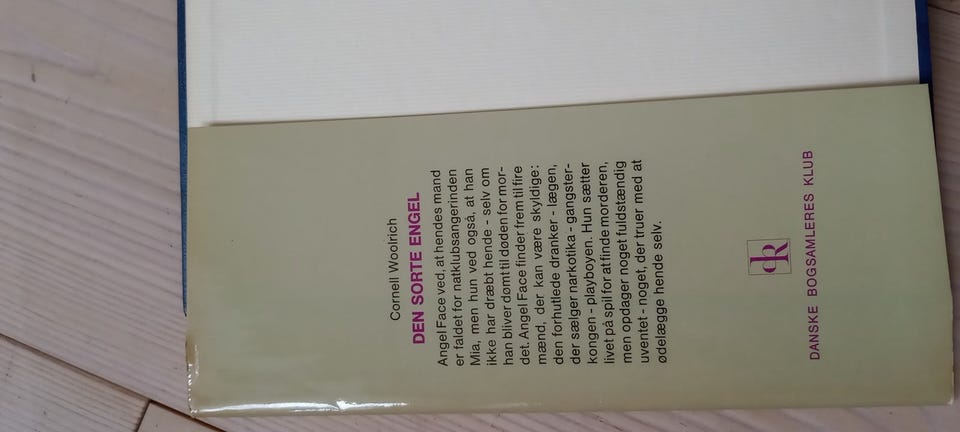 Cornell Woolrich
DEN SORTE ENGEL
Angel Face ved, at hendes mand
er faldet for natklubsangerinden
Mia, men hun ved også, at han
ikke har dræbt hende - selv om
han bliver dømt til døden for mor-
det. Angel Face finder frem til fire
mænd, der kan være skyldige:
den forhutlede dranker - lægen,
der sælger narkotika - gangster-
kongen - playboyen. Hun sætter
livet på spil for at finde morderen,
men opdager noget fuldstændig
uventet - noget, der truer med at
ødelægge hende selv.
DANSKE BOGSAMLERES KLUB